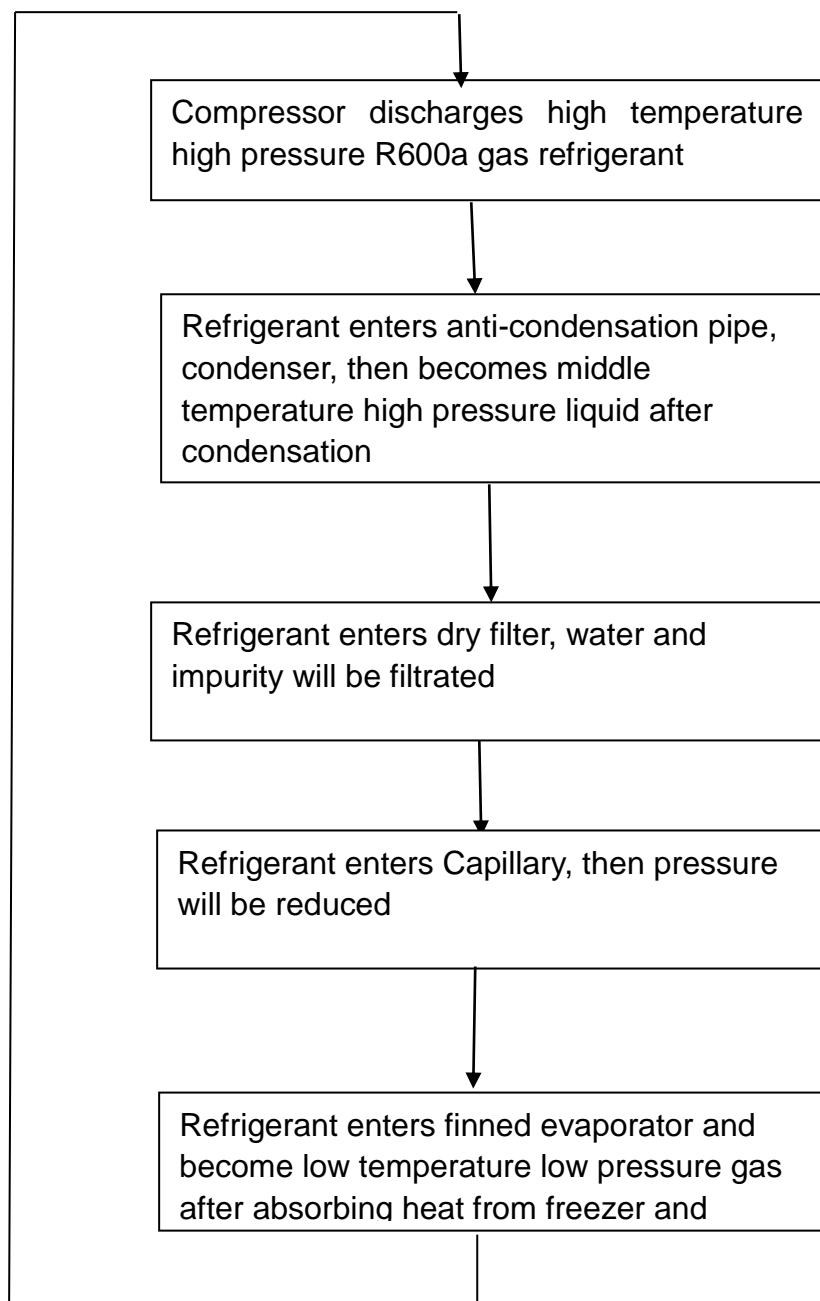 Compressor discharges high temperature
high pressure R600a gas refrigerant
Refrigerant enters anti-condensation pipe,
condenser, then becomes middle
temperature high pressure liquid after
condensation
Refrigerant enters dry filter, water and
impurity will be filtrated
Refrigerant enters Capillary, then pressure
will be reduced
Refrigerant enters finned evaporator and
become low temperature low pressure gas
after absorbing heat from freezer and